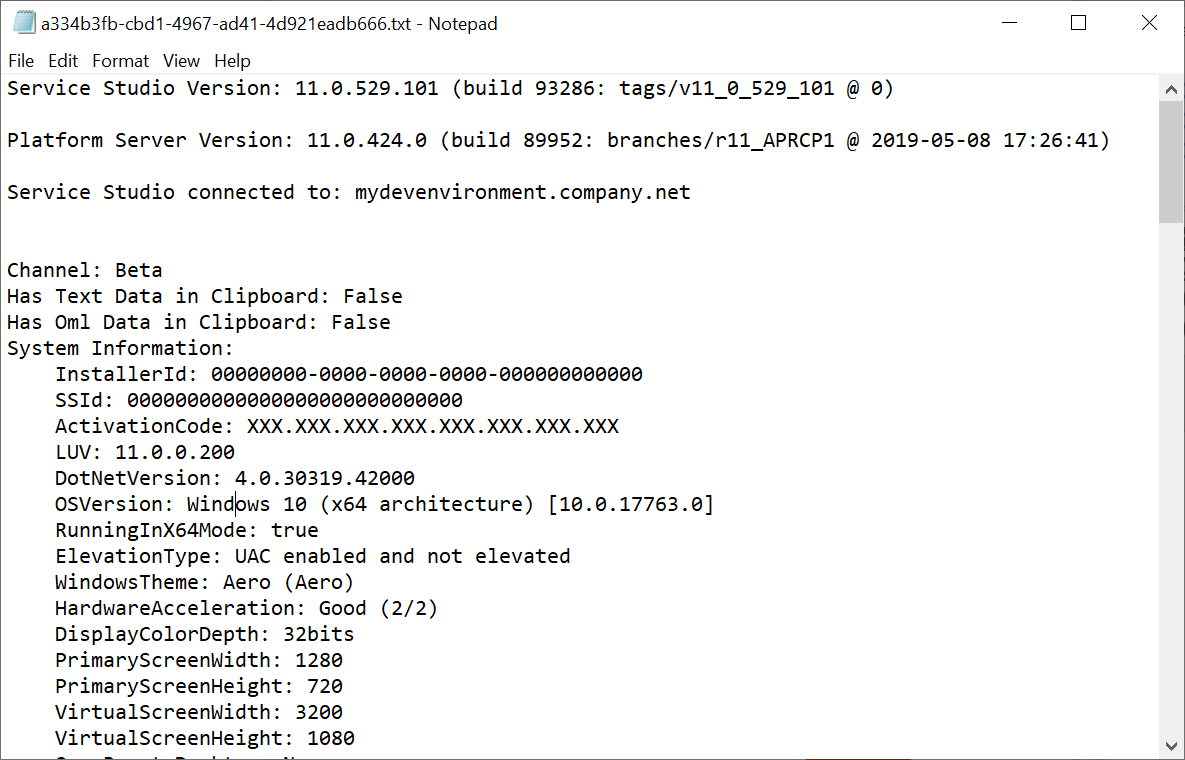 a334b3fb-cbd1-4967-ad41-4d921eadb666.txt - Notepad
File Edit Format View Help
Service Studio Version: 11.0.529.101 (build 93286: tags/v11_0_529_101 @ 0)
Platform Server Version: 11.0.424.0 (build 89952: branches/r11_APRCP1 @ 2019-05-08 17:26:41)
Service Studio connected to: mydevenvironment.company.net
Channel: Beta
Has Text Data in Clipboard: False
Has Oml Data in Clipboard: False
System Information:
InstallerId: 00000000-0000-0000-0000-000000000000
SSId: 0000000000000000000000000000
ActivationCode: XXX.XXX.XXX.XXX.XXX.XXX.XXX.XXX
LUV: 11.0.0.200
DotNetVersion: 4.0.30319.42000
OSVersion: Windows 10 (x64 architecture) [10.0.17763.0]
RunningInX64Mode: true
ElevationType: UAC enabled and not elevated
WindowsTheme: Aero (Aero)
HardwareAcceleration: Good (2/2)
DisplayColorDepth: 32bits
PrimaryScreenWidth: 1280
PrimaryScreenHeight: 720
VirtualScreenWidth: 3200
VirtualScreenHeight: 1080